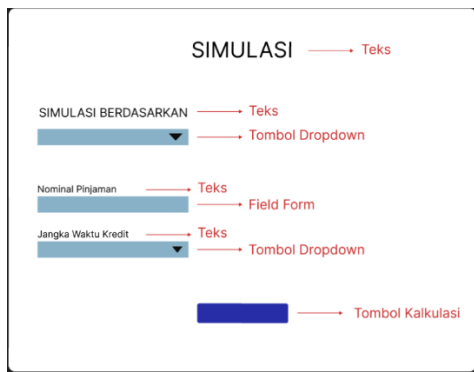 SIMULASI Teks
SIMULASI BERDASARKAN Teks
Tombol Dropdown
Nominal Pinjaman Teks
Field Form
Jangka Waktu Kredit Teks
Tombol Dropdown
Tombol Kalkulasi